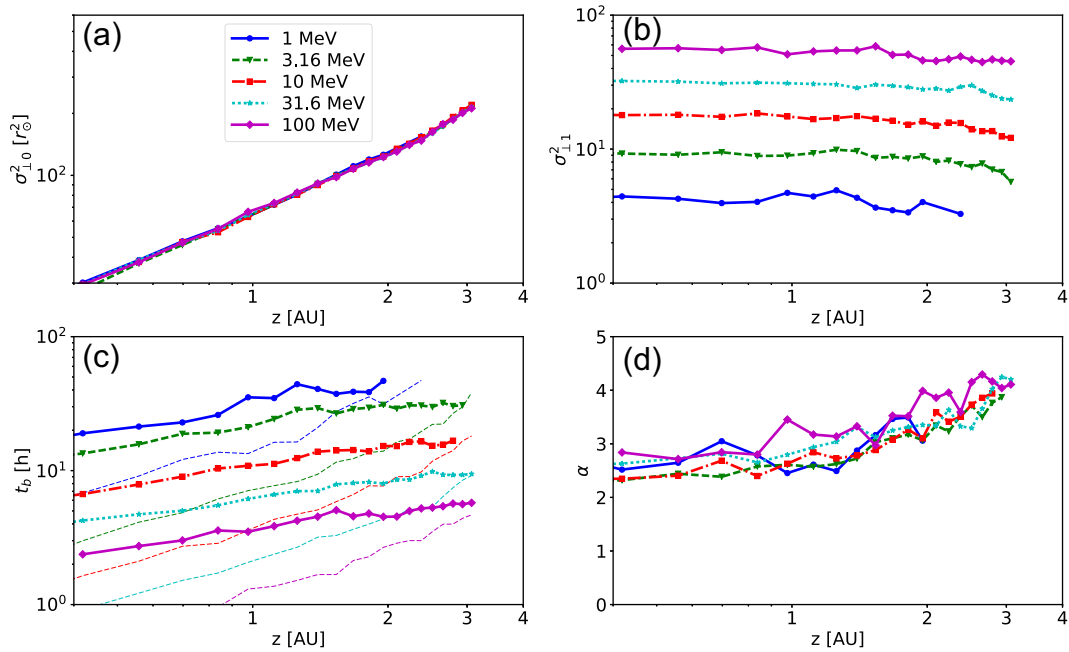 (a)
1 MeV
3.16 MeV
10 MeV
31.6 MeV
100 MeV
10²
σ²⊥0 [r²⊙]
1 2 3 4
z [AU]
(b)
10²
10¹
10⁰
σ²⊥1
1 2 3 4
z [AU]
(c)
10²
10¹
10⁰
t_b [h]
1 2 3 4
z [AU]
(d)
5
4
3
2
1
0
α
1 2 3 4
z [AU]